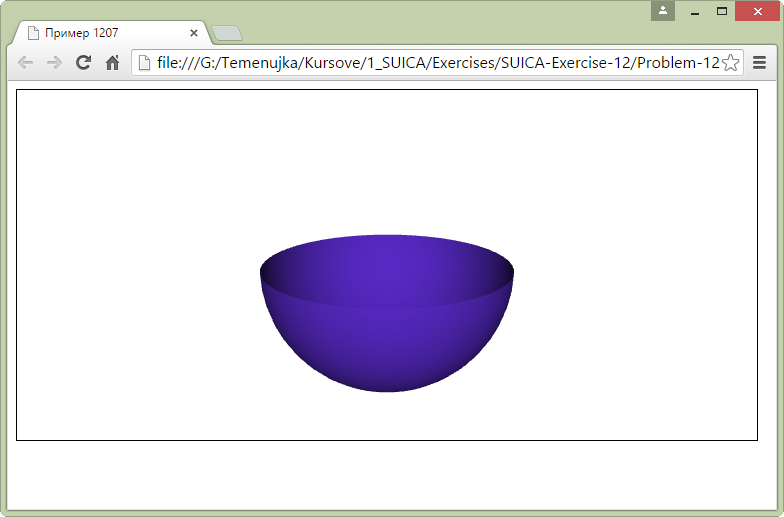 Пример 1207
file:///G:/Temenujka/Kursove/1_SUICA/Exercises/SUICA-Exercise-12/Problem-12